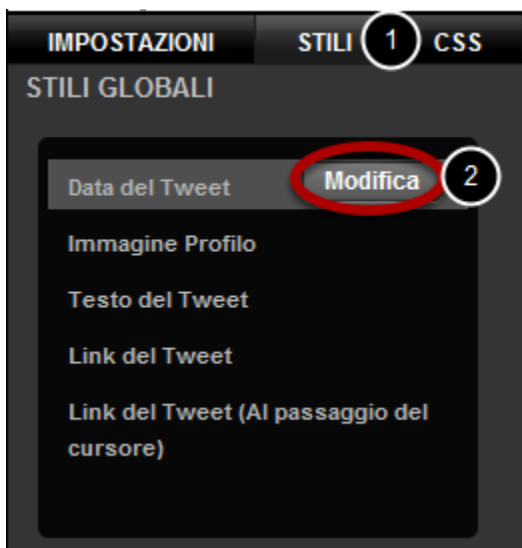 IMPOSTAZIONI STILI 1 CSS
STILI GLOBALI
Data del Tweet Modifica 2
Immagine Profilo
Testo del Tweet
Link del Tweet
Link del Tweet (Al passaggio del
cursore)